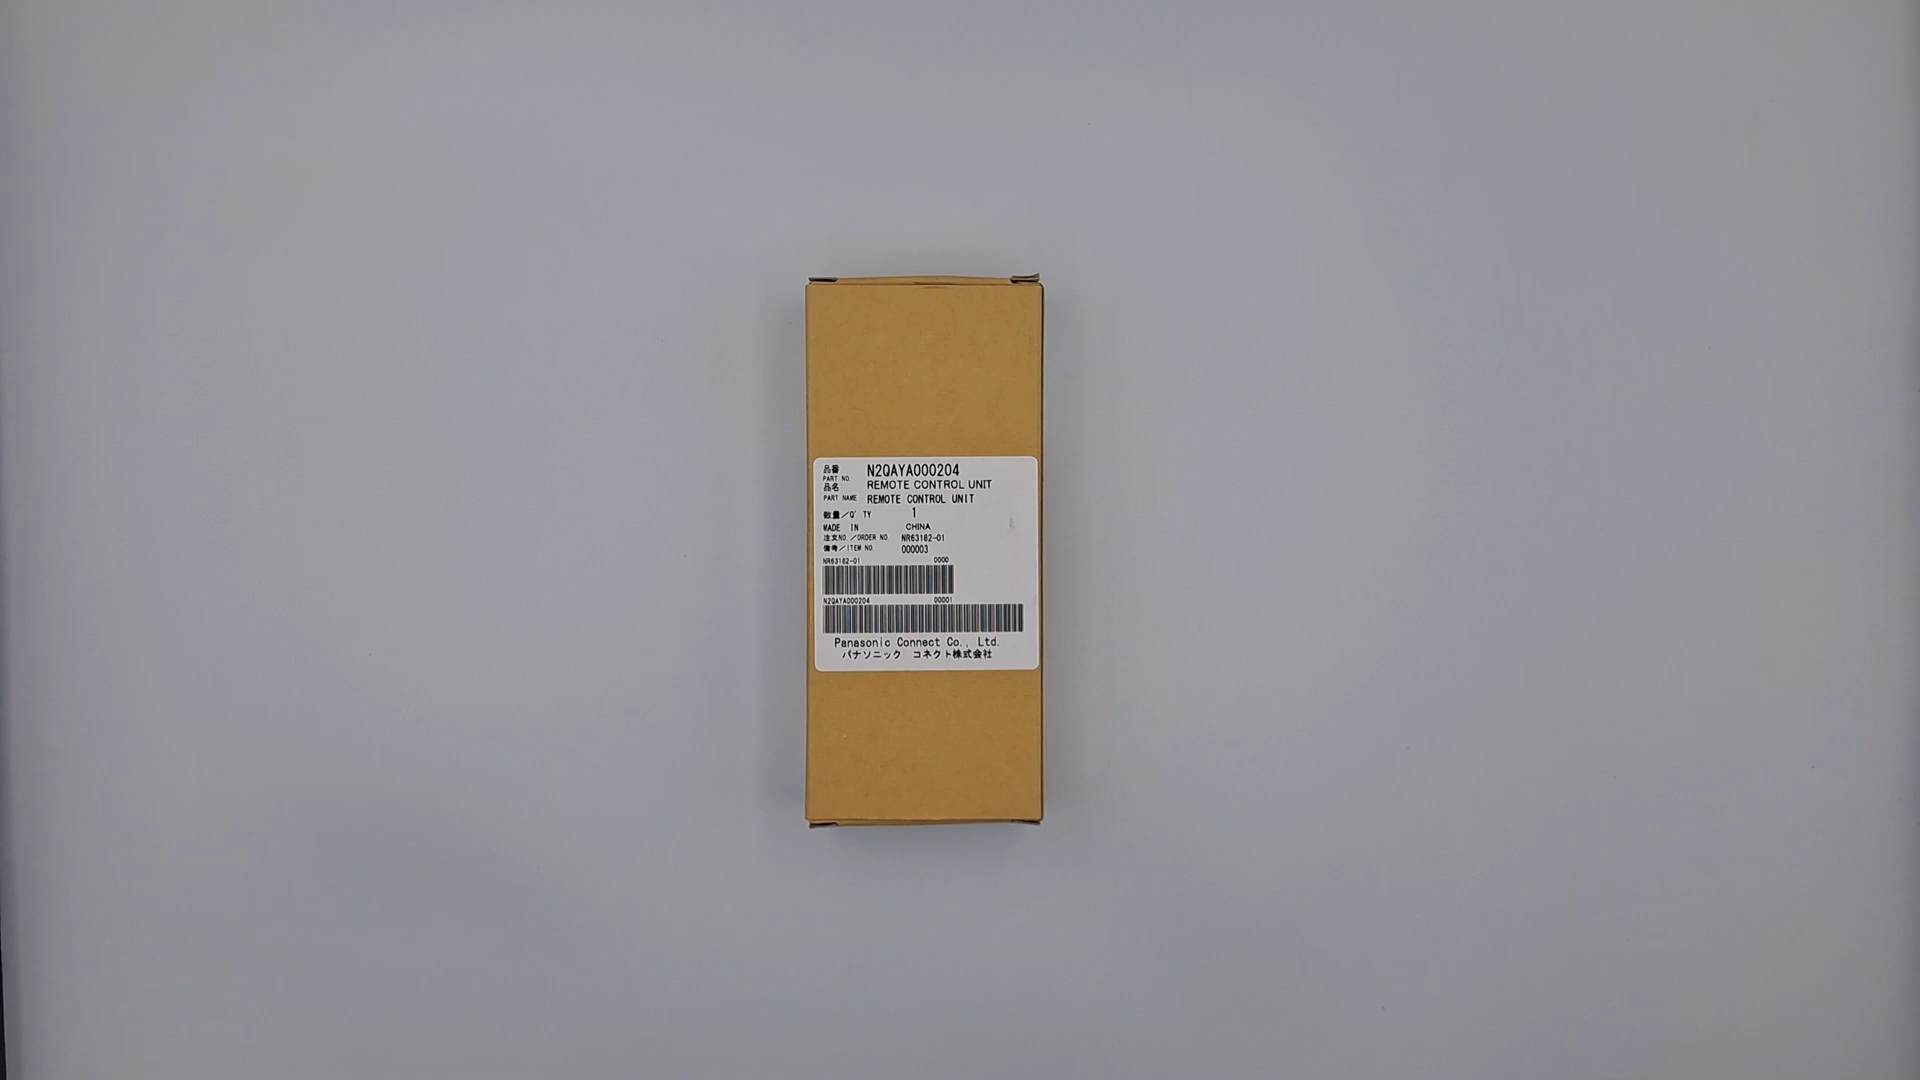 品番 N2QAYA000204
PART NO.
品名 REMOTE CONTROL UNIT
PART NAME REMOTE CONTROL UNIT
数量／Q'TY 1
MADE IN CHINA
注文NO.／ORDER NO. NR63182-01
備考／ITEM NO. 000003
NR63182-01 0000
N2QAYA000204 00001
Panasonic Connect Co., Ltd.
パナソニック コネクト株式会社